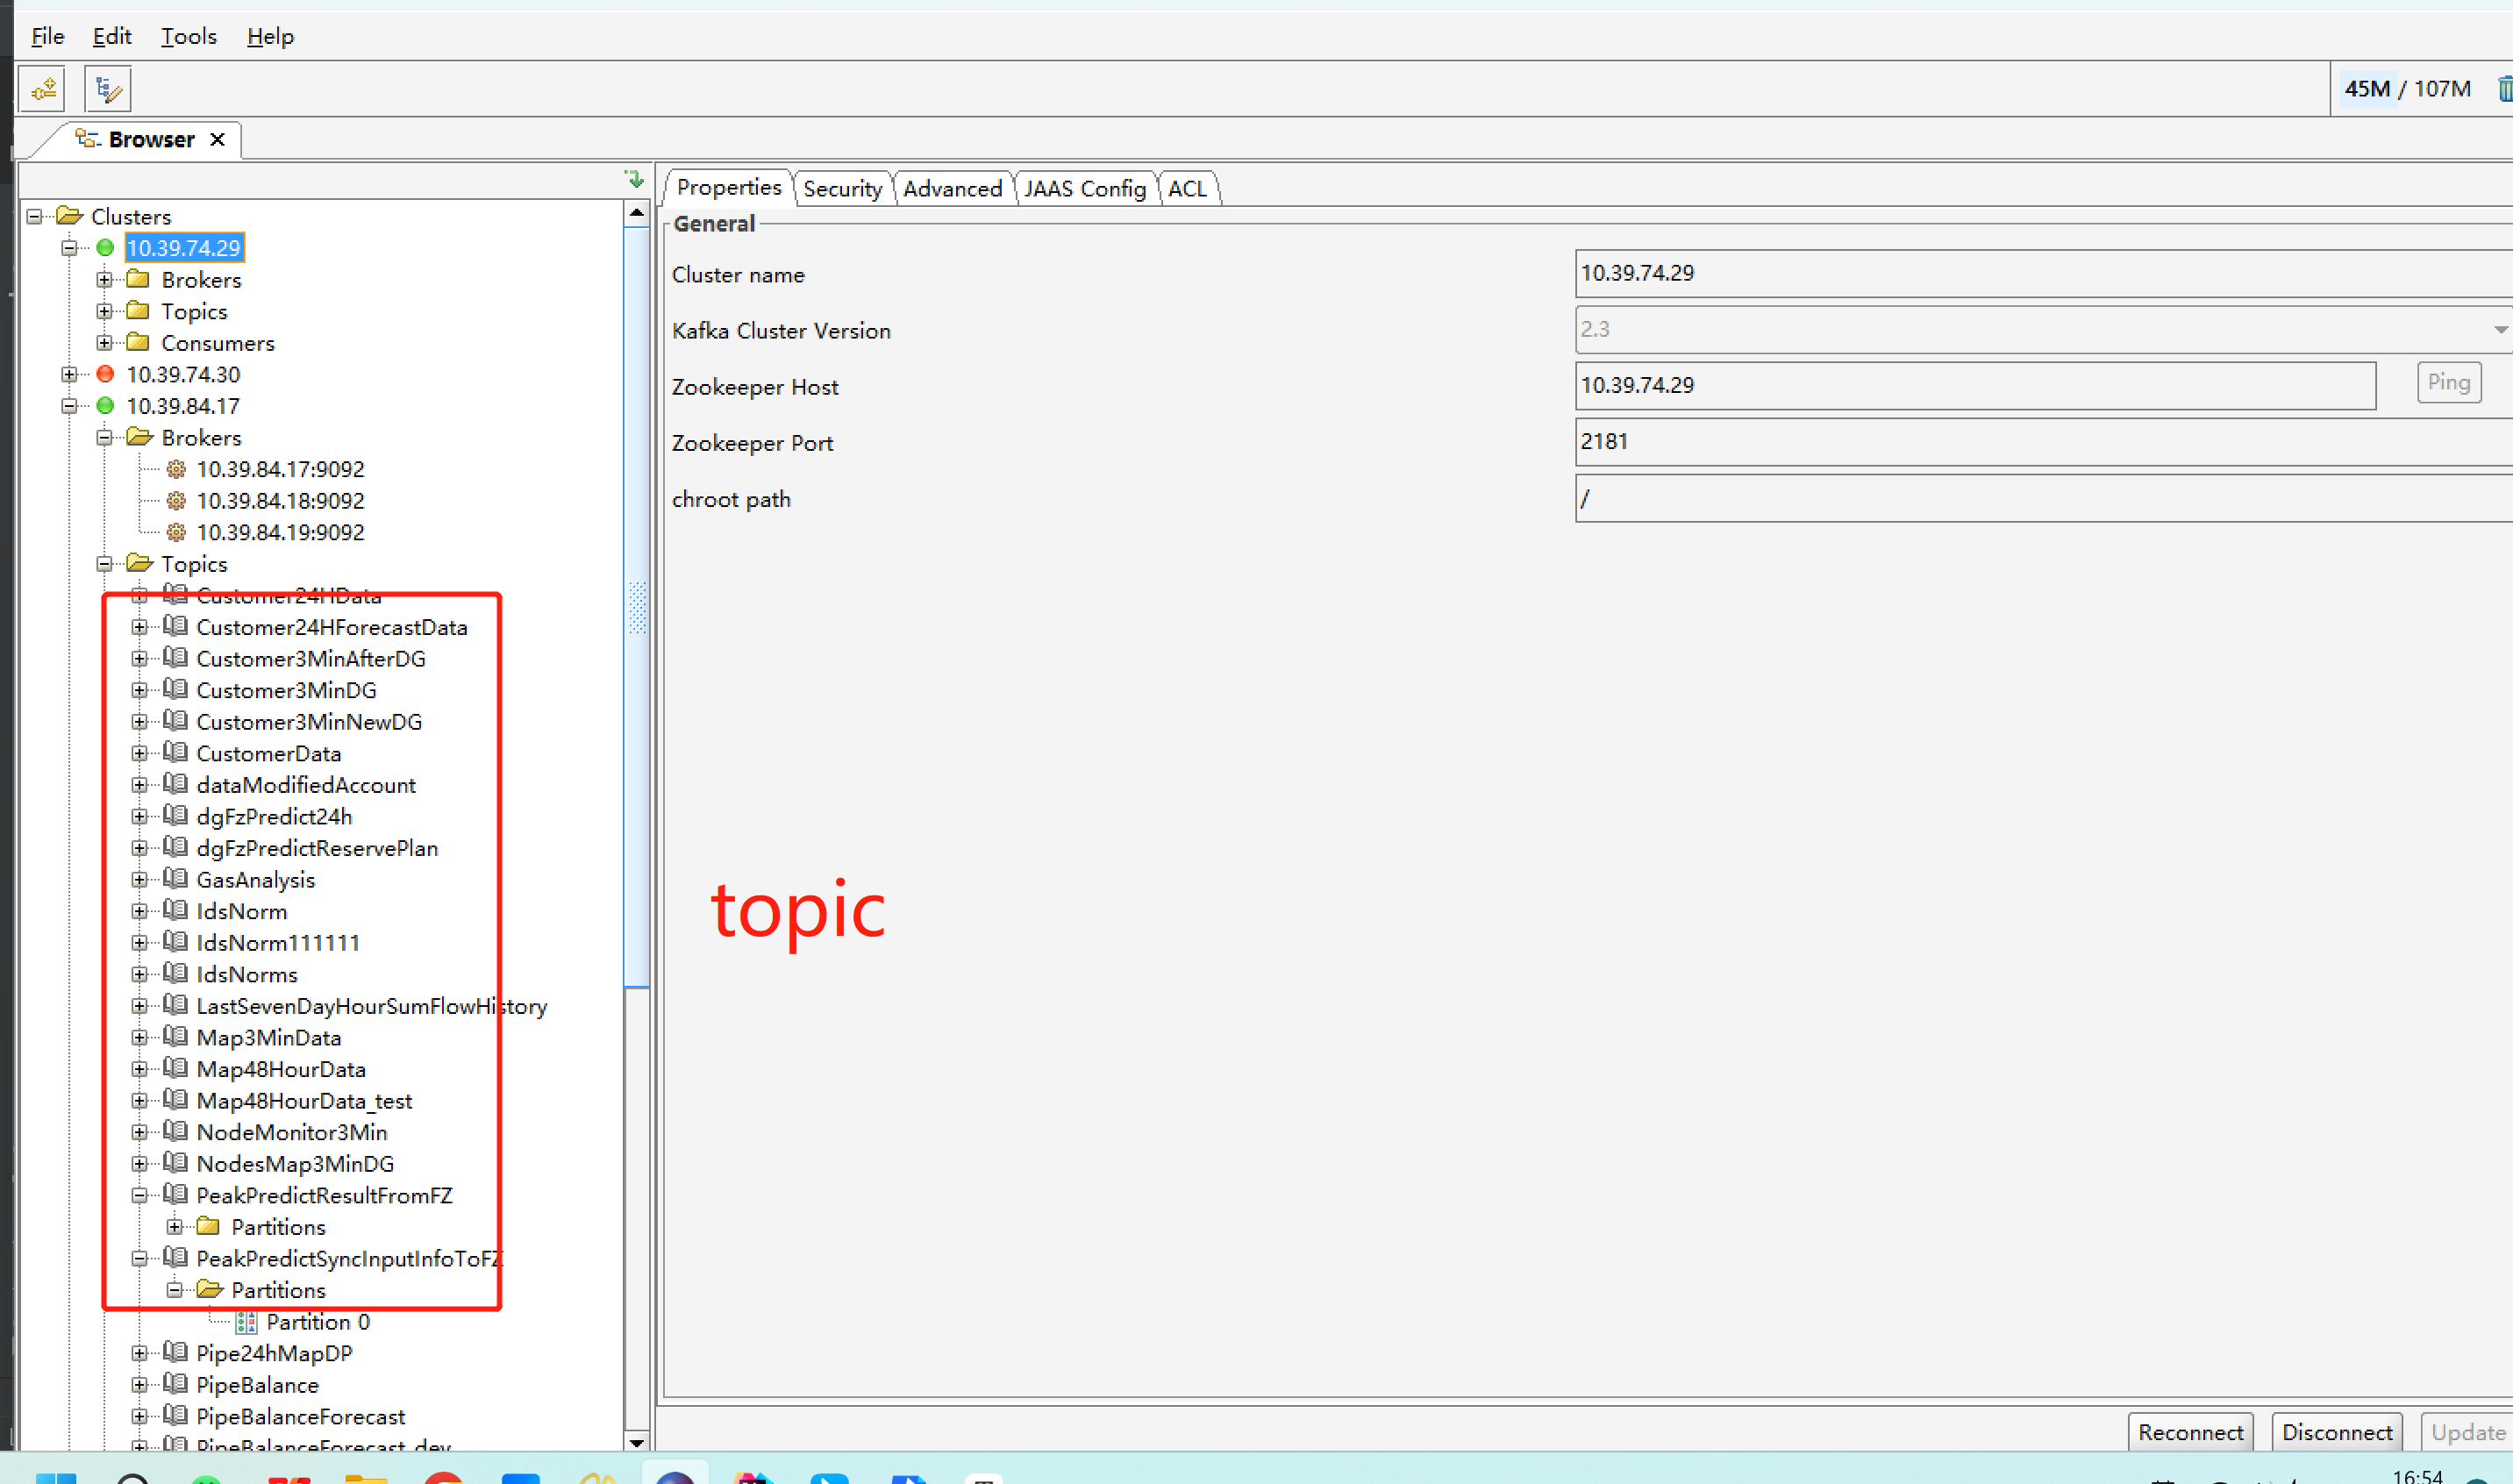 File Edit Tools Help
45M / 107M
Browser
Clusters
10.39.74.29
Brokers
Topics
Consumers
10.39.74.30
10.39.84.17
Brokers
10.39.84.17:9092
10.39.84.18:9092
10.39.84.19:9092
Topics
Customer24HData
Customer24HForecastData
Customer3MinAfterDG
Customer3MinDG
Customer3MinNewDG
CustomerData
dataModifiedAccount
dgFzPredict24h
dgFzPredictReservePlan
GasAnalysis
IdsNorm
IdsNorm111111
IdsNorms
LastSevenDayHourSumFlowHistory
Map3MinData
Map48HourData
Map48HourData_test
NodeMonitor3Min
NodesMap3MinDG
PeakPredictResultFromFZ
Partitions
PeakPredictSyncInputInfoToFZ
Partitions
Partition 0
Pipe24hMapDP
PipeBalance
PipeBalanceForecast
PipeBalanceForecast_dev
Properties Security Advanced JAAS Config ACL
General
Cluster name 10.39.74.29
Kafka Cluster Version 2.3
Zookeeper Host 10.39.74.29 Ping
Zookeeper Port 2181
chroot path /
topic
Reconnect Disconnect Update
16:54